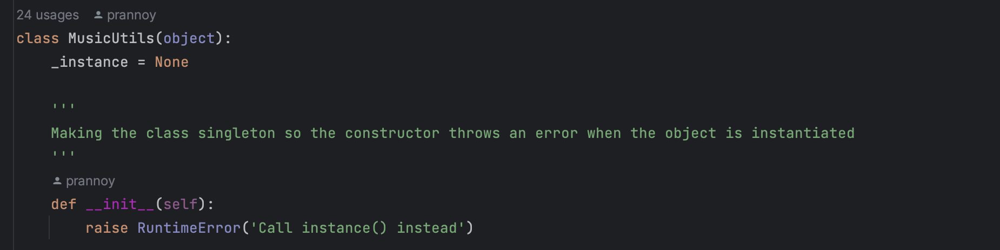 24 usages prannoy
class MusicUtils(object):
    _instance = None
    '''
    Making the class singleton so the constructor throws an error when the object is instantiated
    '''
    prannoy
    def __init__(self):
        raise RuntimeError('Call instance() instead')